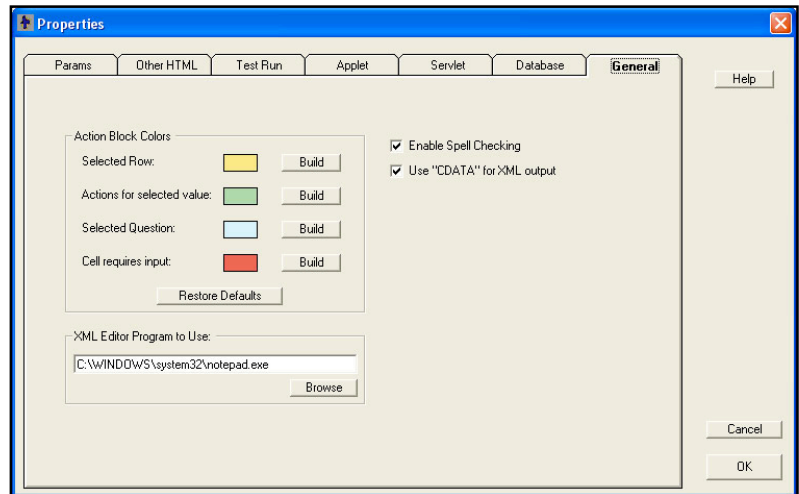 Properties
Params Other HTML Test Run Applet Servlet Database General
Help
Action Block Colors
Selected Row: Build
Actions for selected value: Build
Selected Question: Build
Cell requires input: Build
Restore Defaults
Enable Spell Checking
Use "CDATA" for XML output
XML Editor Program to Use:
C:\WINDOWS\system32\notepad.exe
Browse
Cancel
OK